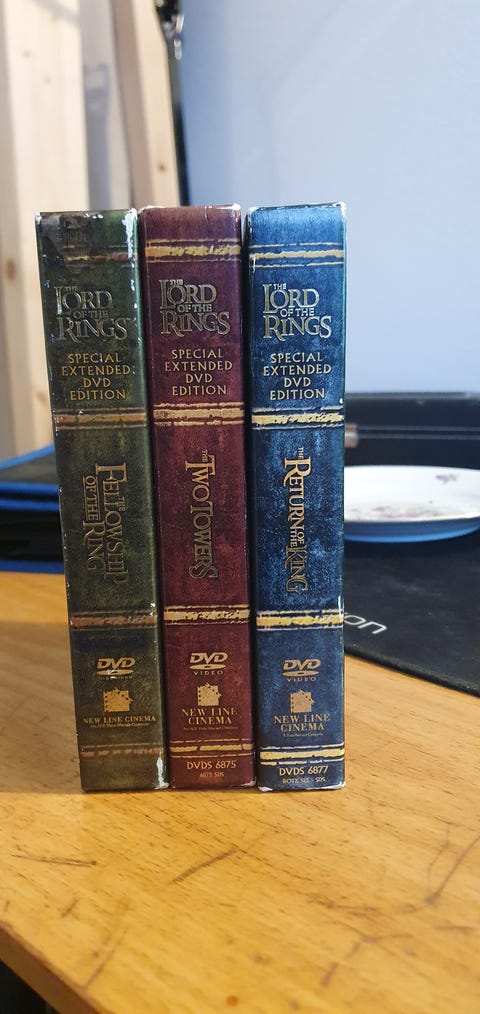 THE
LORD
OF THE
RINGS
SPECIAL
EXTENDED
DVD
EDITION
THE
FELLOWSHIP
OF THE RING
DVD
NEW LINE CINEMA
THE
LORD
OF THE
RINGS
SPECIAL
EXTENDED
DVD
EDITION
THE
TWO TOWERS
DVD
VIDEO
NEW LINE
CINEMA
DVDS 6875
THE
LORD
OF THE
RINGS
SPECIAL
EXTENDED
DVD
EDITION
THE
RETURN OF THE KING
DVD
VIDEO
NEW LINE
CINEMA
DVDS 6877
on